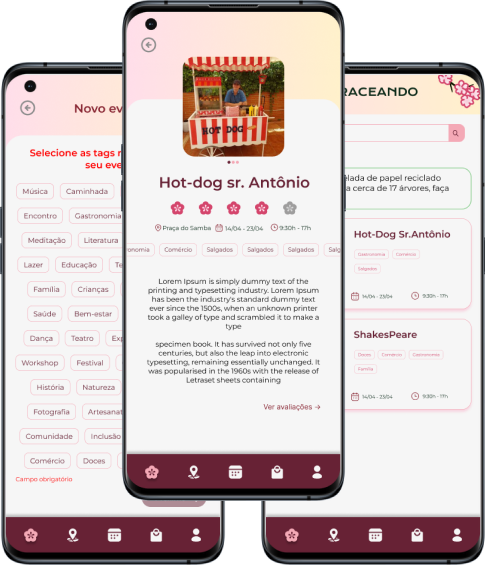 Novo ev
Selecione as tags
seu eve
Música
Caminhada
Encontro
Gastronomia
Meditação
Literatura
Lazer
Educação
Te
Família
Crianças
Saúde
Bem-estar
Dança
Teatro
Exp
Workshop
Festival
História
Natureza
Fotografia
Artesanat
Comunidade
Inclusão
Comércio
Doces
Campo obrigatório
HOT DOG
Hot-dog sr. Antônio
Praça do Samba
14/04 - 23/04
9:30h - 17h
ronomia
Comércio
Salgados
Salgados
Salgados
Salg
Lorem Ipsum is simply dummy text of the
printing and typesetting industry. Lorem Ipsum
has been the industry's standard dummy text
ever since the 1500s, when an unknown printer
took a galley of type and scrambled it to make a
type
specimen book. It has survived not only five
centuries, but also the leap into electronic
typesetting, remaining essentially unchanged. It
was popularised in the 1960s with the release of
Letraset sheets containing
Ver avaliações →
RACEANDO
lada de papel reciclado
a cerca de 17 árvores, faça
Hot-Dog Sr.Antônio
Gastronomia
Comércio
Salgados
14/04 - 23/04
9:30h - 17h
ShakesPeare
Doces
Comércio
Gastronomia
Família
14/04 - 23/04
9:30h - 17h